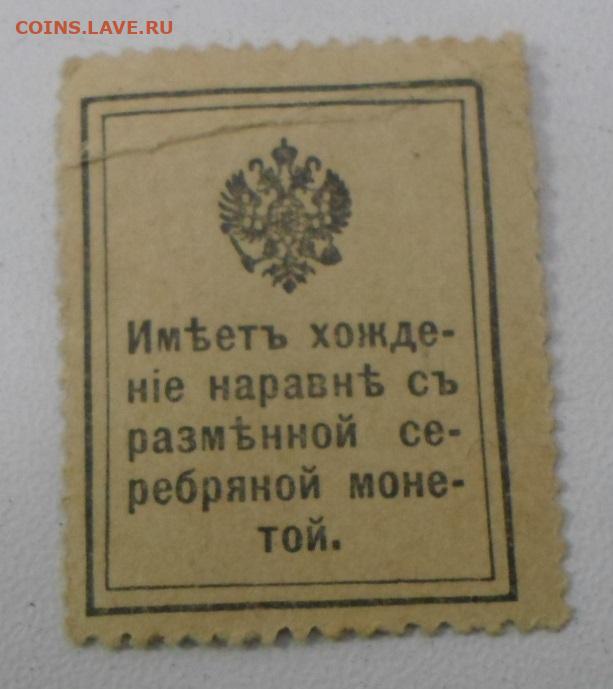 COINS.LAVE.RU
Имѣетъ хожде-
ніе наравнѣ съ
размѣнной се-
ребряной моне-
той.